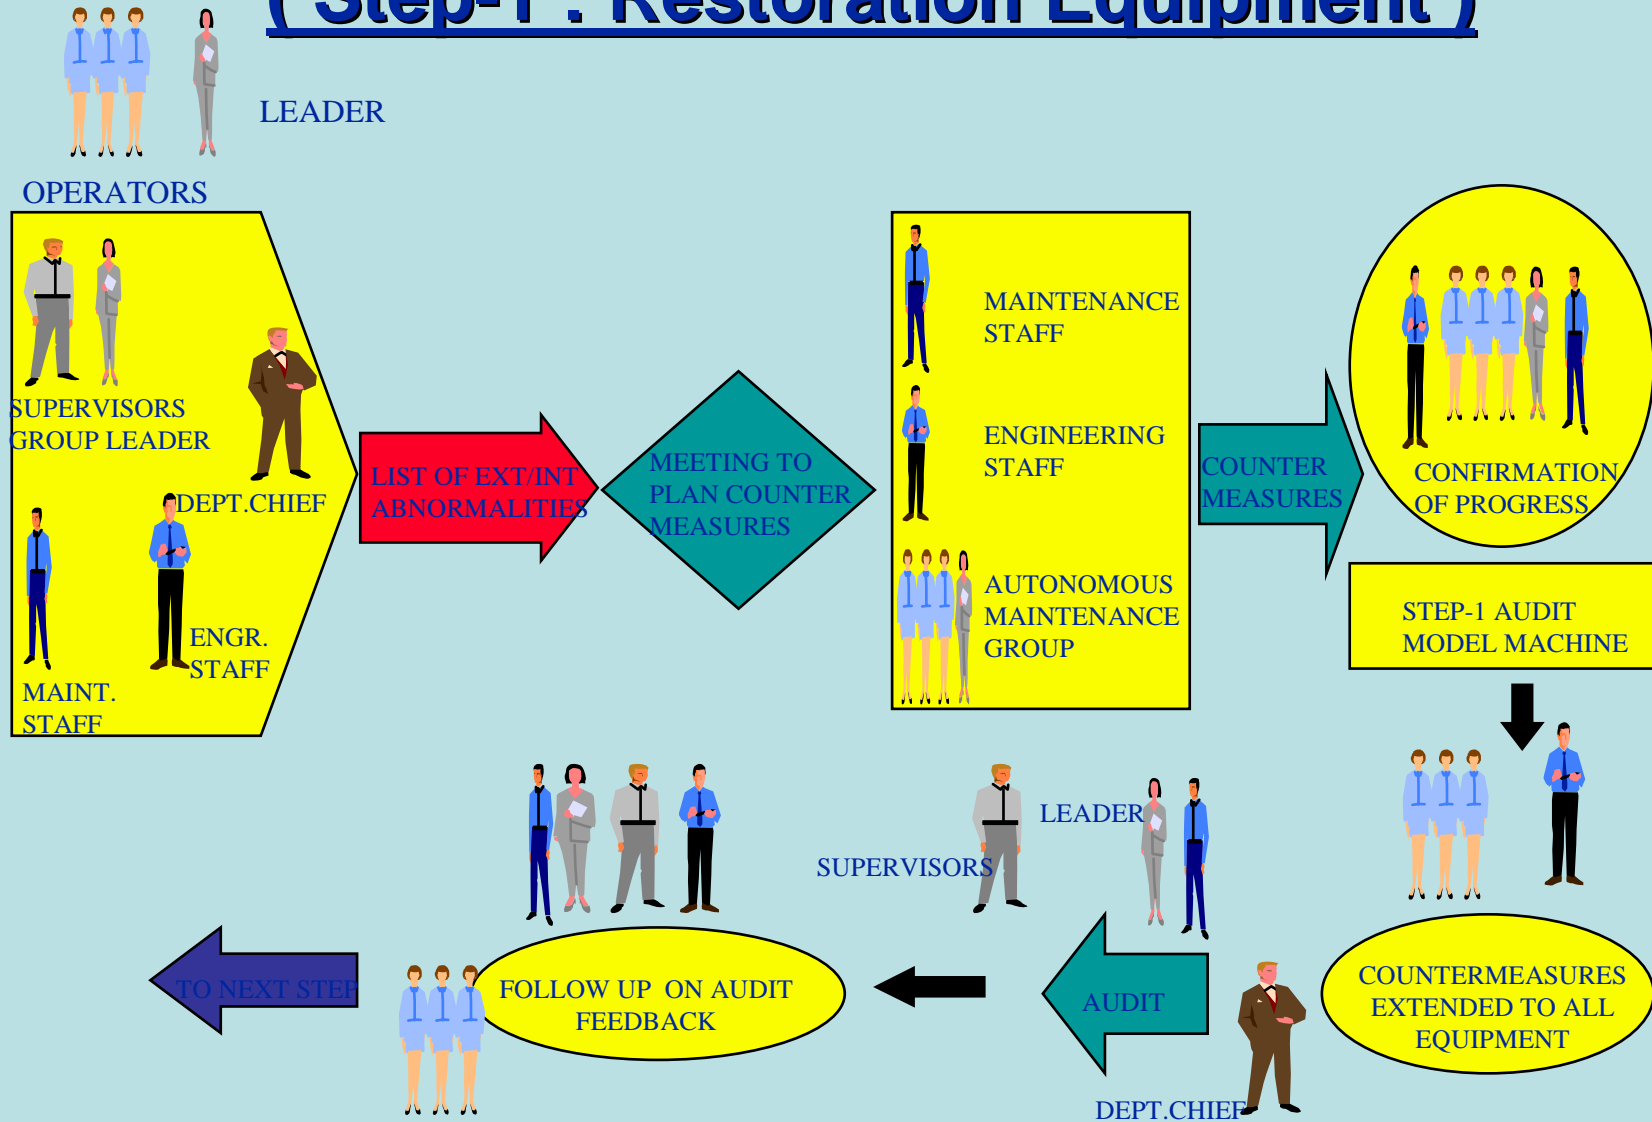 ( Step-1 : Restoration Equipment )
LEADER
OPERATORS
SUPERVISORS
GROUP LEADER
DEPT.CHIEF
ENGR.
STAFF
MAINT.
STAFF
LIST OF EXT/INT
ABNORMALITIES
MEETING TO
PLAN COUNTER
MEASURES
MAINTENANCE
STAFF
ENGINEERING
STAFF
AUTONOMOUS
MAINTENANCE
GROUP
COUNTER
MEASURES
CONFIRMATION
OF PROGRESS
STEP-1 AUDIT
MODEL MACHINE
COUNTERMEASURES
EXTENDED TO ALL
EQUIPMENT
LEADER
SUPERVISORS
AUDIT
DEPT.CHIEF
FOLLOW UP  ON AUDIT
FEEDBACK
TO NEXT STEP